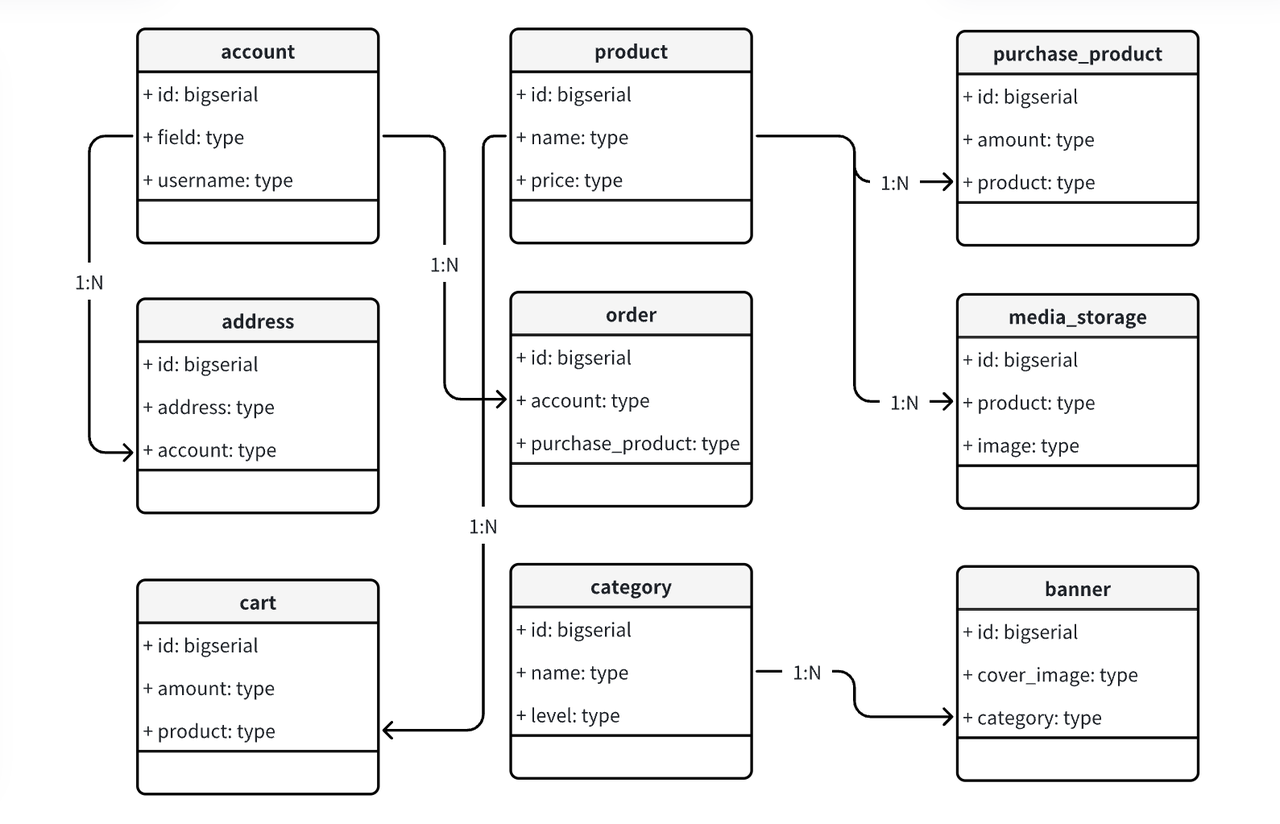 account
+ id: bigserial
+ field: type
+ username: type
product
+ id: bigserial
+ name: type
+ price: type
purchase_product
+ id: bigserial
+ amount: type
+ product: type
1:N
1:N
1:N
address
+ id: bigserial
+ address: type
+ account: type
order
+ id: bigserial
+ account: type
+ purchase_product: type
media_storage
+ id: bigserial
+ product: type
+ image: type
1:N
1:N
cart
+ id: bigserial
+ amount: type
+ product: type
category
+ id: bigserial
+ name: type
+ level: type
1:N
banner
+ id: bigserial
+ cover_image: type
+ category: type